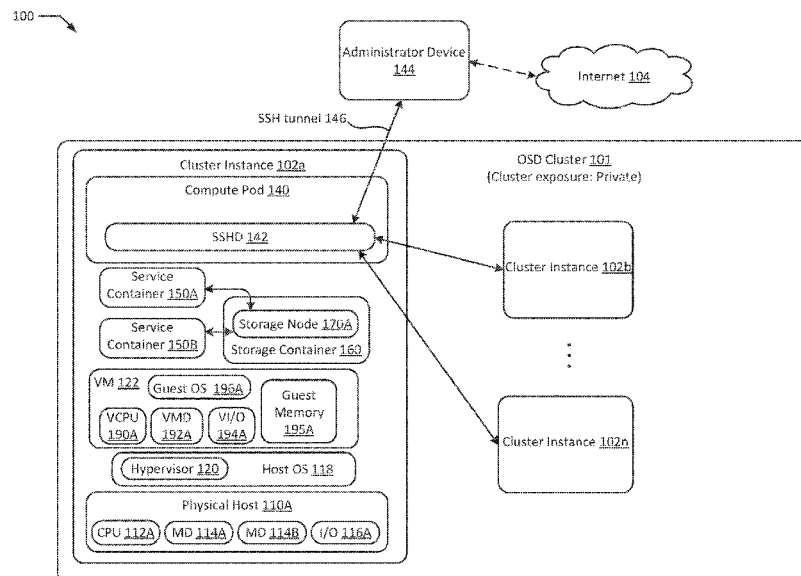 100
Administrator Device
144
Internet 104
SSH tunnel 146
Cluster Instance 102a
OSD Cluster 101
(Cluster exposure: Private)
Compute Pod 140
SSHD 142
Service
Container 150A
Service
Container 150B
Storage Node 170A
Storage Container 160
Cluster Instance 102b
VM 122
Guest OS 196A
Guest
Memory
195A
VCPU
190A
VMD
192A
VI/O
194A
Cluster Instance 102n
Hypervisor 120
Host OS 118
Physical Host 110A
CPU 112A
MD 114A
MD 114B
I/O 116A